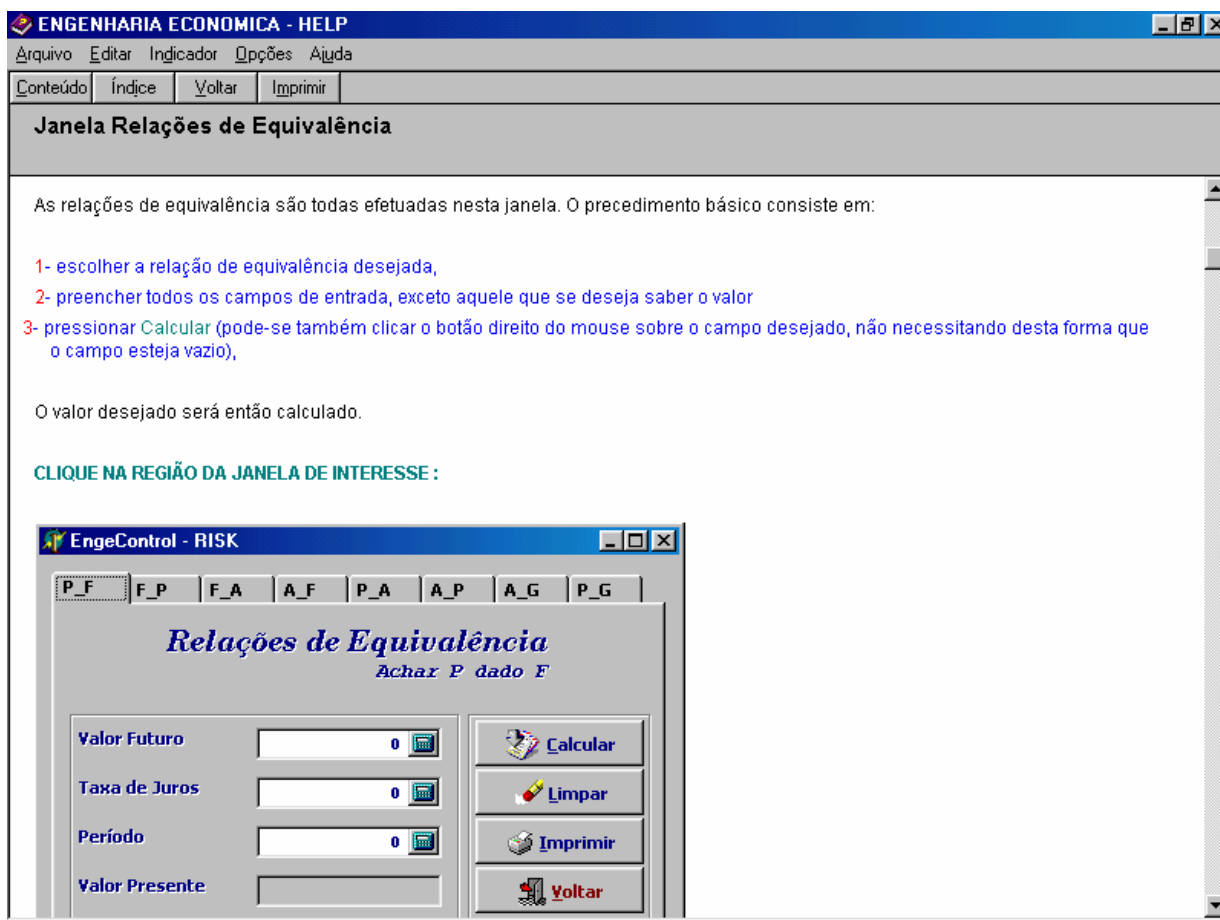 ENGENHARIA ECONOMICA - HELP
Arquivo Editar Indicador Opções Ajuda
Conteúdo Índice Voltar Imprimir
Janela Relações de Equivalência
As relações de equivalência são todas efetuadas nesta janela. O precedimento básico consiste em:
1- escolher a relação de equivalência desejada,
2- preencher todos os campos de entrada, exceto aquele que se deseja saber o valor
3- pressionar Calcular (pode-se também clicar o botão direito do mouse sobre o campo desejado, não necessitando desta forma que
o campo esteja vazio),
O valor desejado será então calculado.
CLIQUE NA REGIÃO DA JANELA DE INTERESSE :
EngeControl - RISK
P_F F_P F_A A_F P_A A_P A_G P_G
Relações de Equivalência
Achar P dado F
Valor Futuro 0 Calcular
Taxa de Juros 0 Limpar
Período 0 Imprimir
Valor Presente Voltar